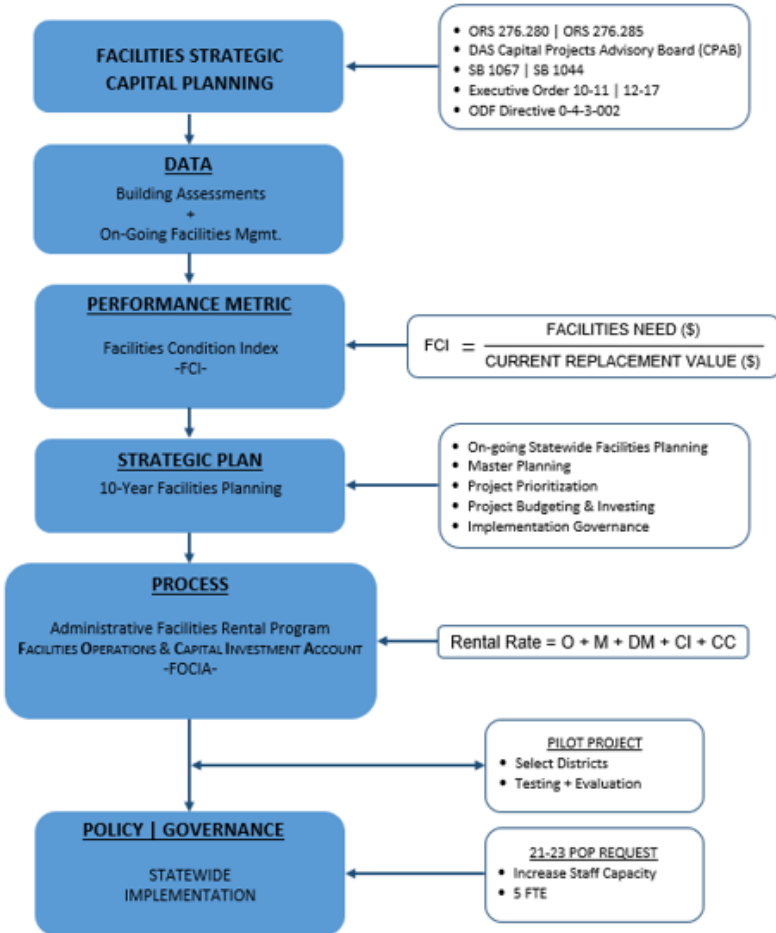 FACILITIES STRATEGIC
CAPITAL PLANNING
• ORS 276.280 | ORS 276.285
• DAS Capital Projects Advisory Board (CPAB)
• SB 1067 | SB 1044
• Executive Order 10-11 | 12-17
• ODF Directive 0-4-3-002
DATA
Building Assessments
+
On-Going Facilities Mgmt.
PERFORMANCE METRIC
Facilities Condition Index
-FCI-
FCI = FACILITIES NEED ($)
CURRENT REPLACEMENT VALUE ($)
STRATEGIC PLAN
10-Year Facilities Planning
• On-going Statewide Facilities Planning
• Master Planning
• Project Prioritization
• Project Budgeting & Investing
• Implementation Governance
PROCESS
Administrative Facilities Rental Program
FACILITIES OPERATIONS & CAPITAL INVESTMENT ACCOUNT
-FOCIA-
Rental Rate = O + M + DM + CI + CC
PILOT PROJECT
• Select Districts
• Testing + Evaluation
POLICY | GOVERNANCE
STATEWIDE
IMPLEMENTATION
21-23 POP REQUEST
• Increase Staff Capacity
• 5 FTE